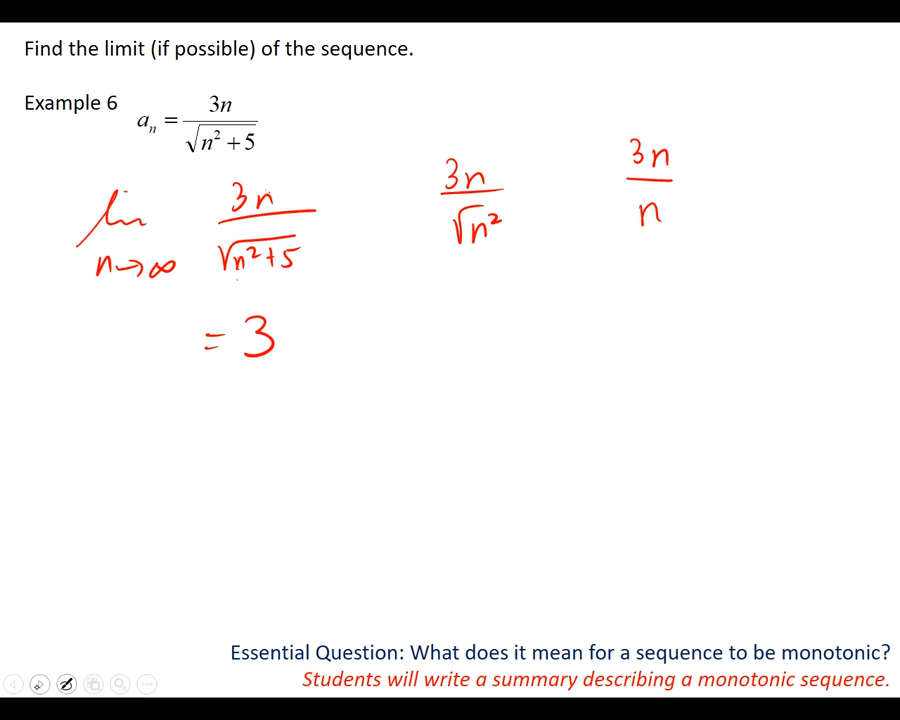 Find the limit (if possible) of the sequence.
Example 6 aₙ = 3n / √(n² + 5)
lim n→∞ 3n / √(n²+5)
3n / √n²
3n / n
= 3
Essential Question: What does it mean for a sequence to be monotonic?
Students will write a summary describing a monotonic sequence.